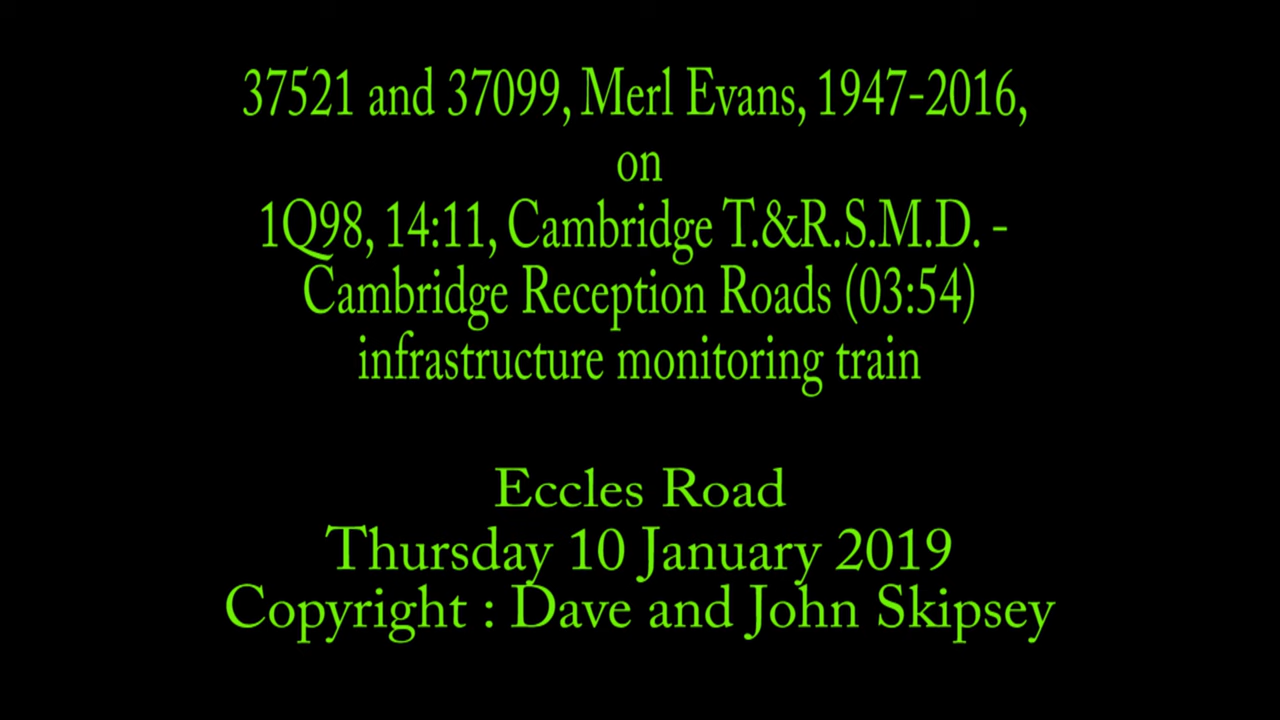 37521 and 37099, Merl Evans, 1947-2016,
on
1Q98, 14:11, Cambridge T.&R.S.M.D. -
Cambridge Reception Roads (03:54)
infrastructure monitoring train
Eccles Road
Thursday 10 January 2019
Copyright : Dave and John Skipsey